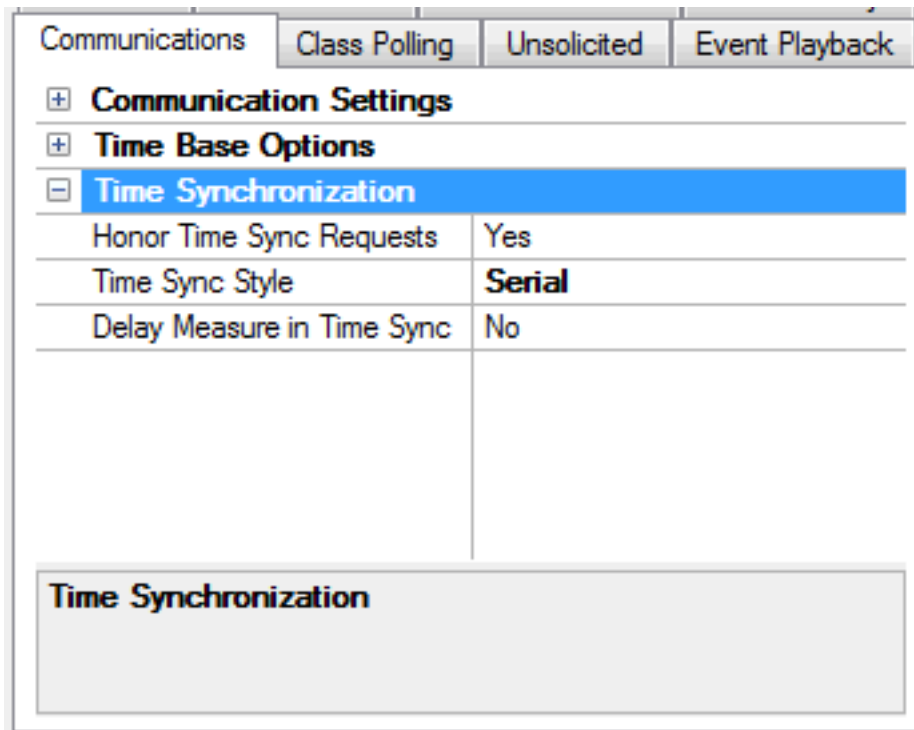 Communications Class Polling Unsolicited Event Playback
Communication Settings
Time Base Options
Time Synchronization
Honor Time Sync Requests Yes
Time Sync Style Serial
Delay Measure in Time Sync No
Time Synchronization